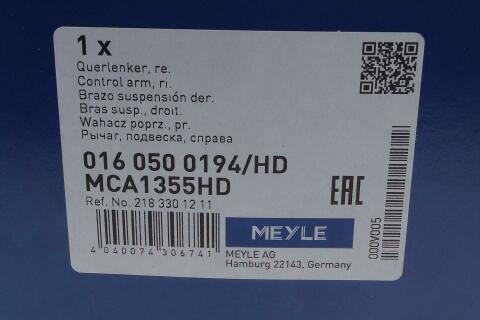 1 x
Querlenker, re.
Control arm, ri.
Brazo suspensión der.
Bras susp., droit.
Wahacz poprz., pr.
Рычаг, подвеска, справа
016 050 0194/HD
MCA1355HD
Ref. No. 218 330 12 11
4 040074 306741
EAC
MEYLE
MEYLE AG
Hamburg 22143, Germany
000V005